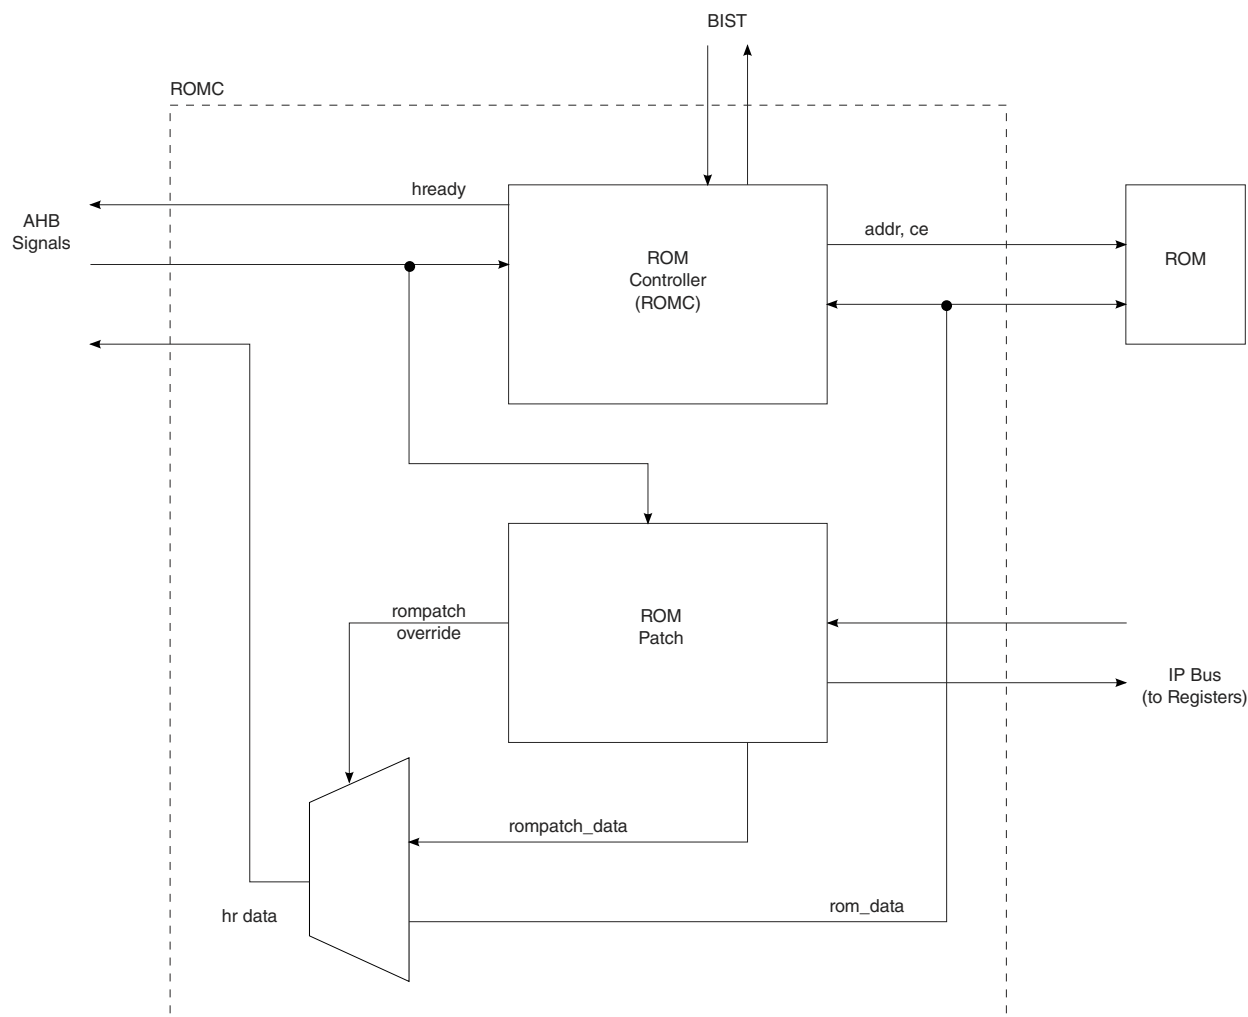 BIST
ROMC
hready
AHB
Signals
addr, ce
ROM
Controller
(ROMC)
ROM
rompatch
override
ROM
Patch
IP Bus
(to Registers)
rompatch_data
rom_data
hr data